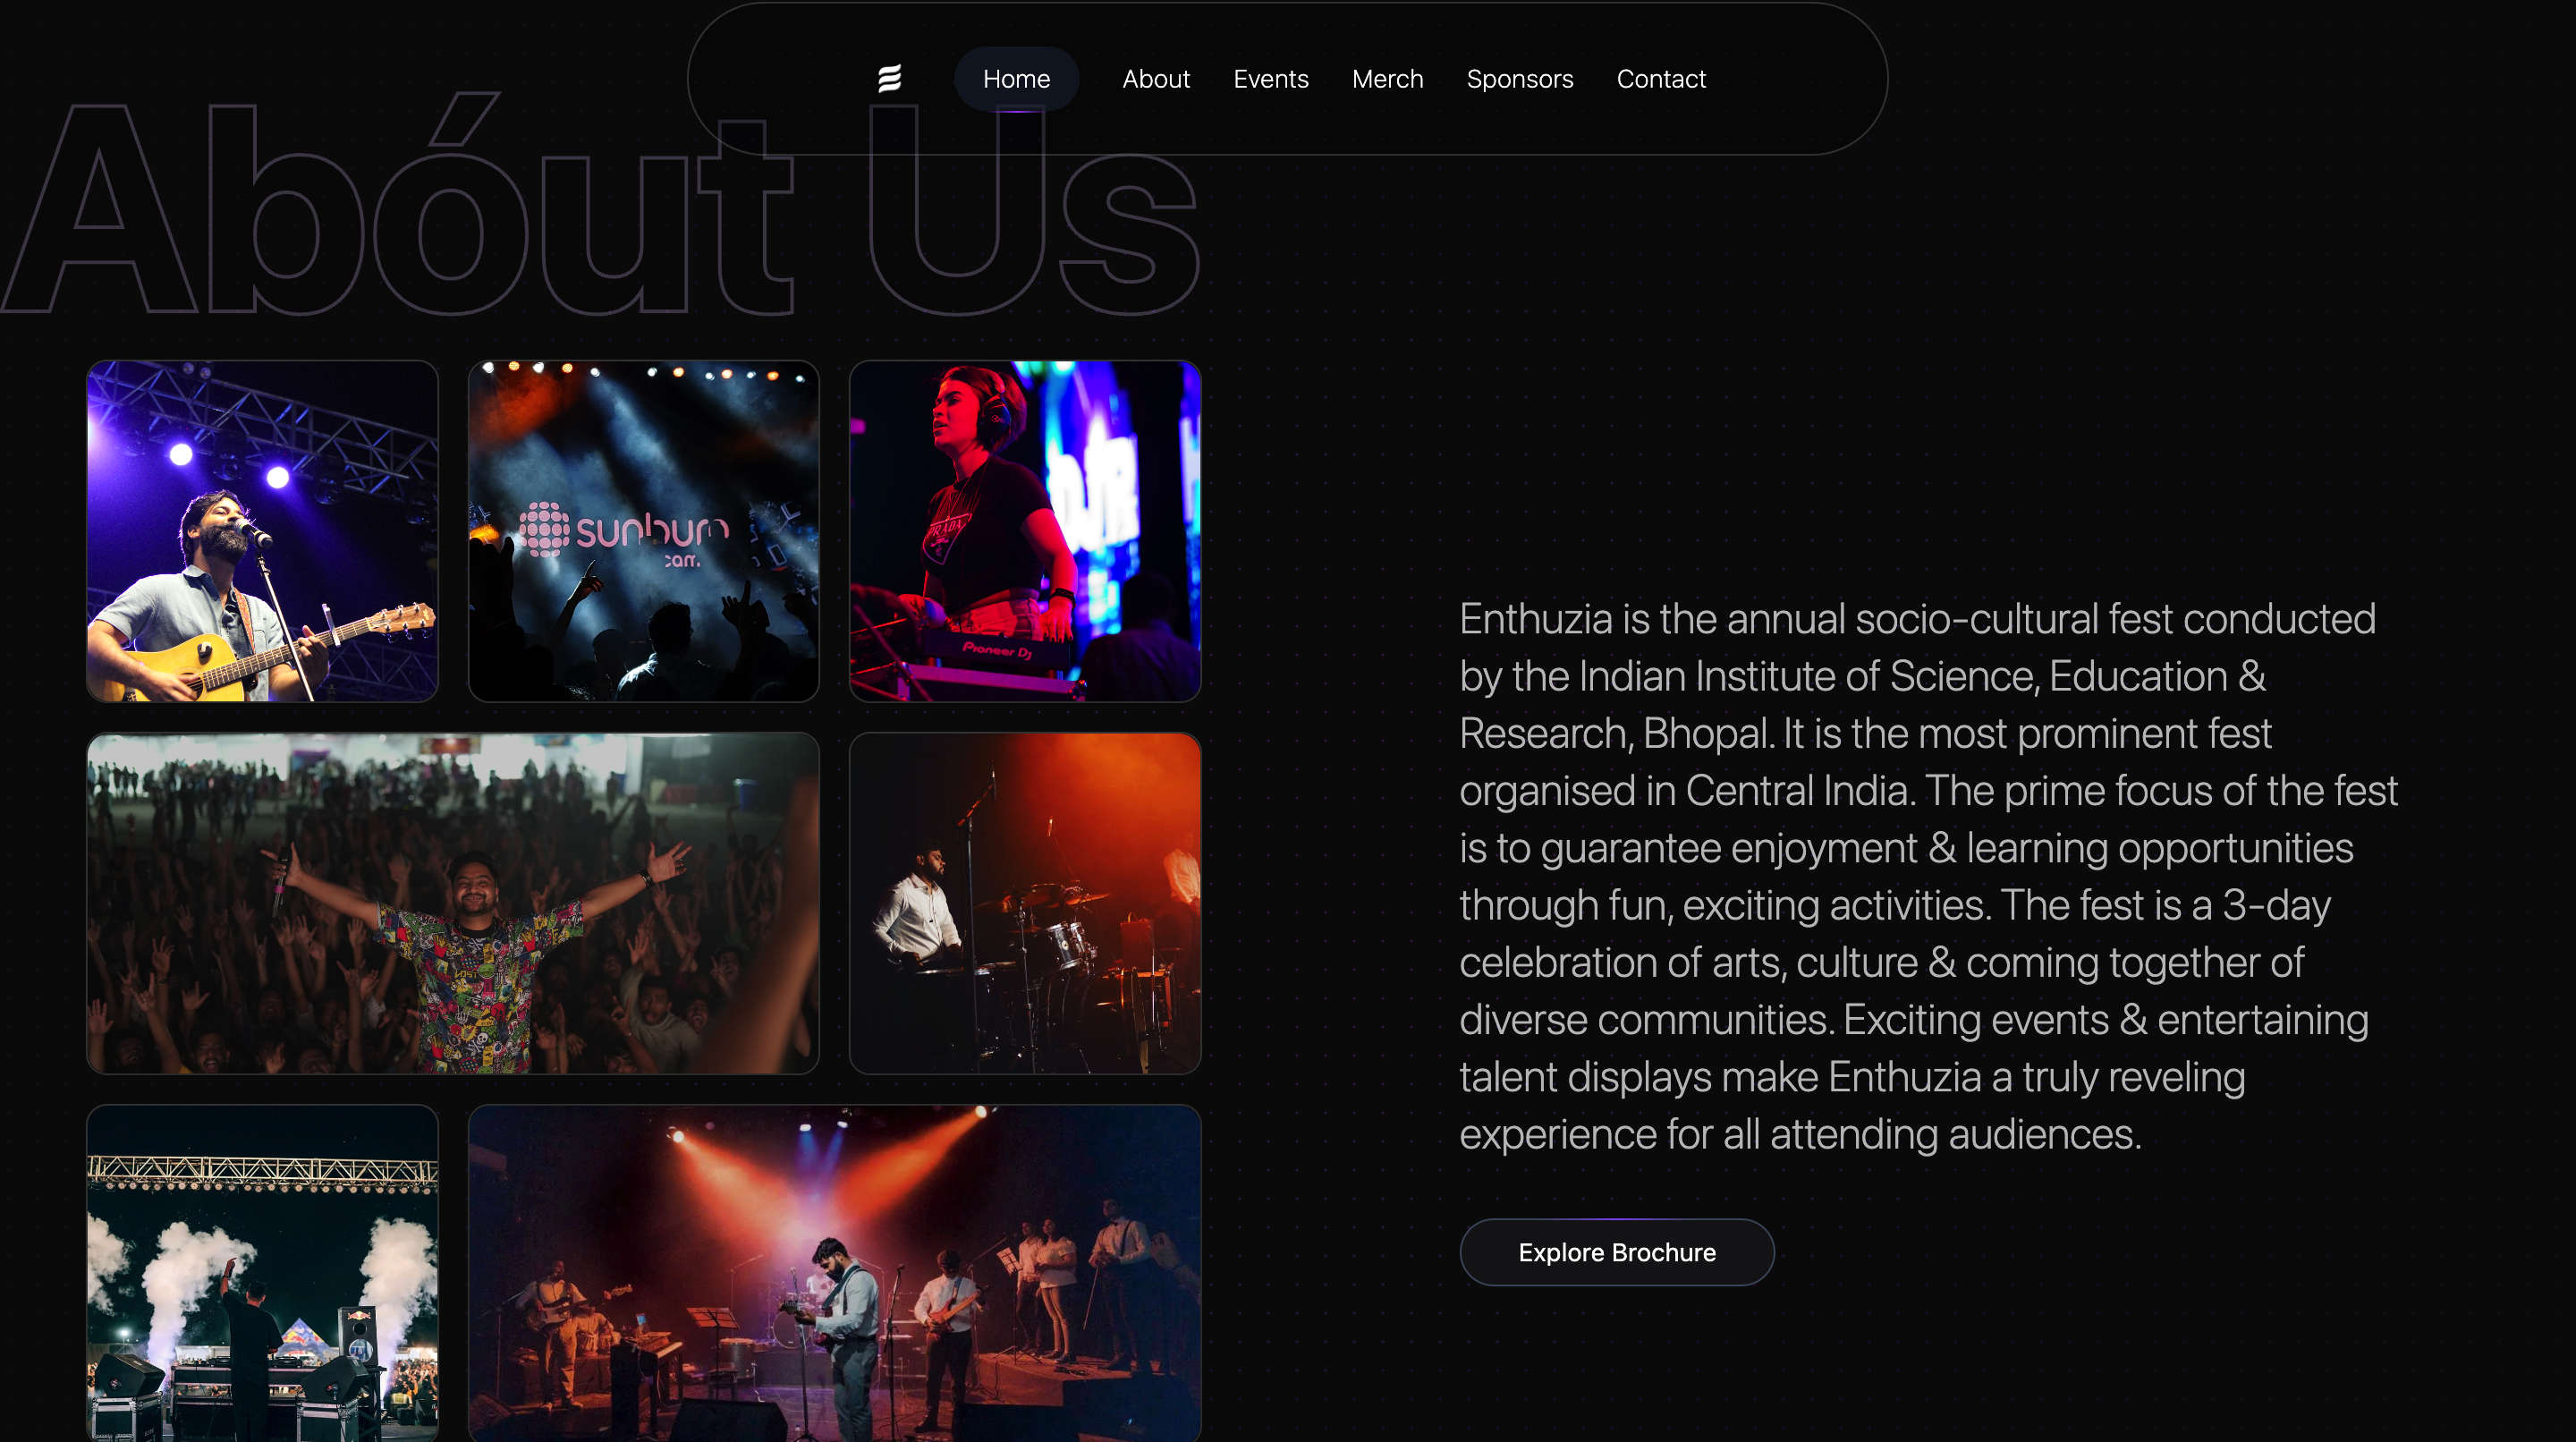 Home About Events Merch Sponsors Contact
Abóut Us
sunburn
PRADA
Pioneer Dj
Enthuzia is the annual socio-cultural fest conducted
by the Indian Institute of Science, Education &
Research, Bhopal. It is the most prominent fest
organised in Central India. The prime focus of the fest
is to guarantee enjoyment & learning opportunities
through fun, exciting activities. The fest is a 3-day
celebration of arts, culture & coming together of
diverse communities. Exciting events & entertaining
talent displays make Enthuzia a truly reveling
experience for all attending audiences.
Explore Brochure